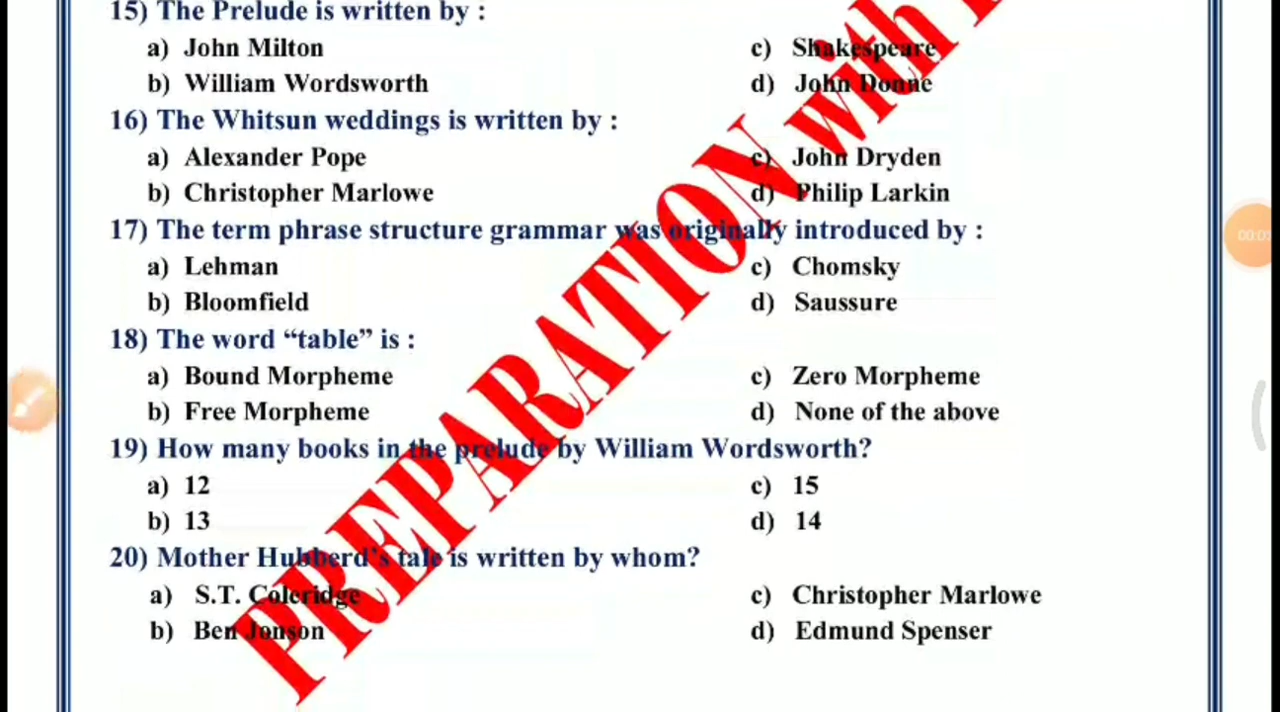 15) The Prelude is written by :
a) John Milton
c) Shakespeare
b) William Wordsworth
d) John Donne
16) The Whitsun weddings is written by :
a) Alexander Pope
c) John Dryden
b) Christopher Marlowe
d) Philip Larkin
17) The term phrase structure grammar was originally introduced by :
a) Lehman
c) Chomsky
b) Bloomfield
d) Saussure
18) The word “table” is :
a) Bound Morpheme
c) Zero Morpheme
b) Free Morpheme
d) None of the above
19) How many books in the prelude by William Wordsworth?
a) 12
c) 15
b) 13
d) 14
20) Mother Hubberd's tale is written by whom?
a) S.T. Coleridge
c) Christopher Marlowe
b) Ben Jonson
d) Edmund Spenser
PREPARATION with